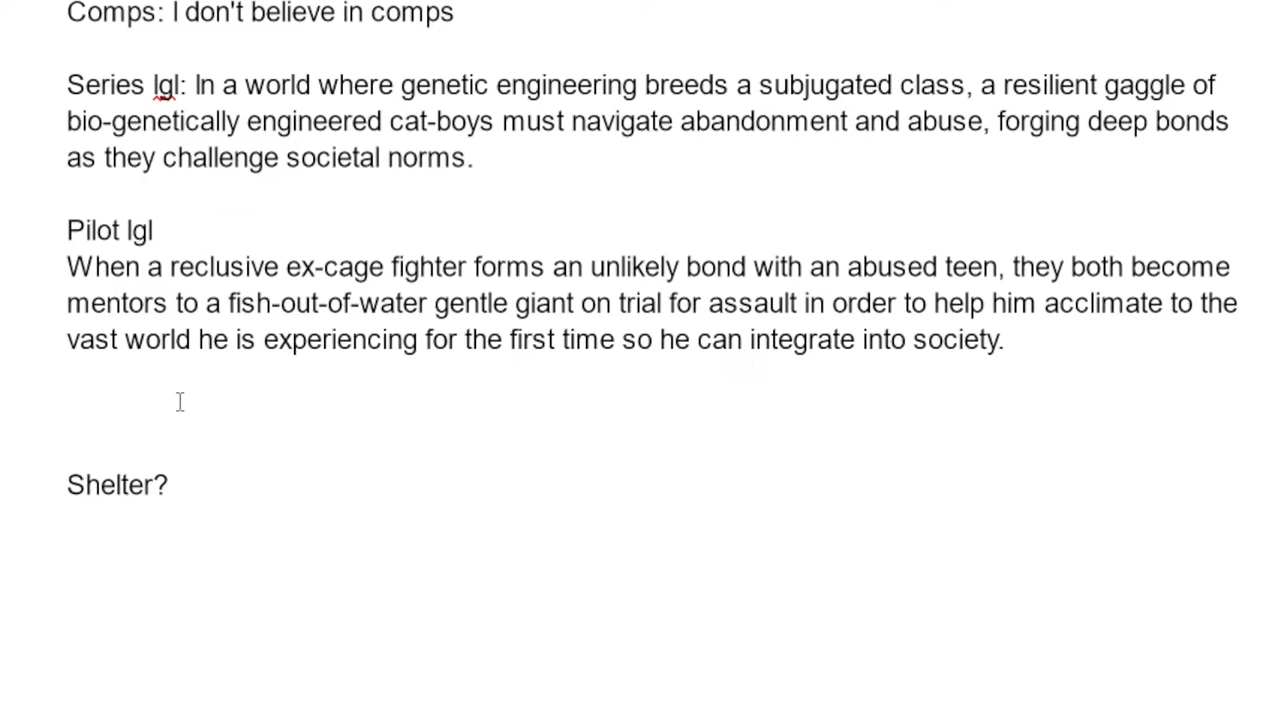 Comps: I don't believe in comps
Series lgl: In a world where genetic engineering breeds a subjugated class, a resilient gaggle of
bio-genetically engineered cat-boys must navigate abandonment and abuse, forging deep bonds
as they challenge societal norms.
Pilot lgl
When a reclusive ex-cage fighter forms an unlikely bond with an abused teen, they both become
mentors to a fish-out-of-water gentle giant on trial for assault in order to help him acclimate to the
vast world he is experiencing for the first time so he can integrate into society.
Shelter?